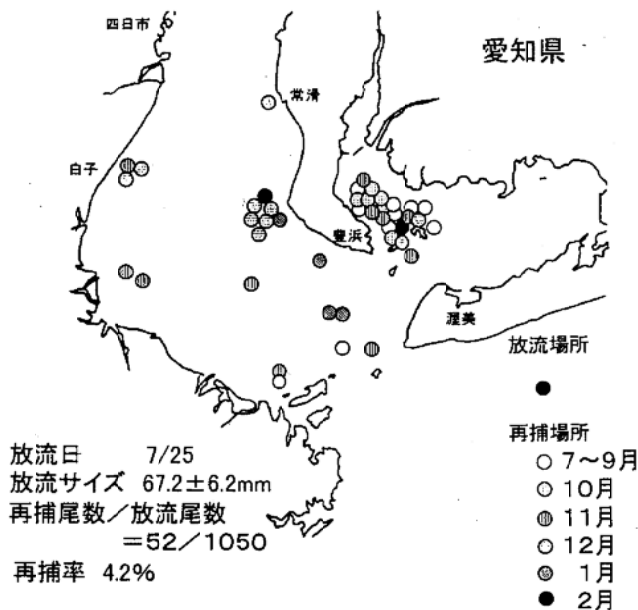 四日市
愛知県
常滑
白子
豊浜
渥美
放流場所
再捕場所
7～9月
10月
11月
12月
1月
2月
放流日 7/25
放流サイズ 67.2±6.2mm
再捕尾数／放流尾数
＝52／1050
再捕率 4.2%